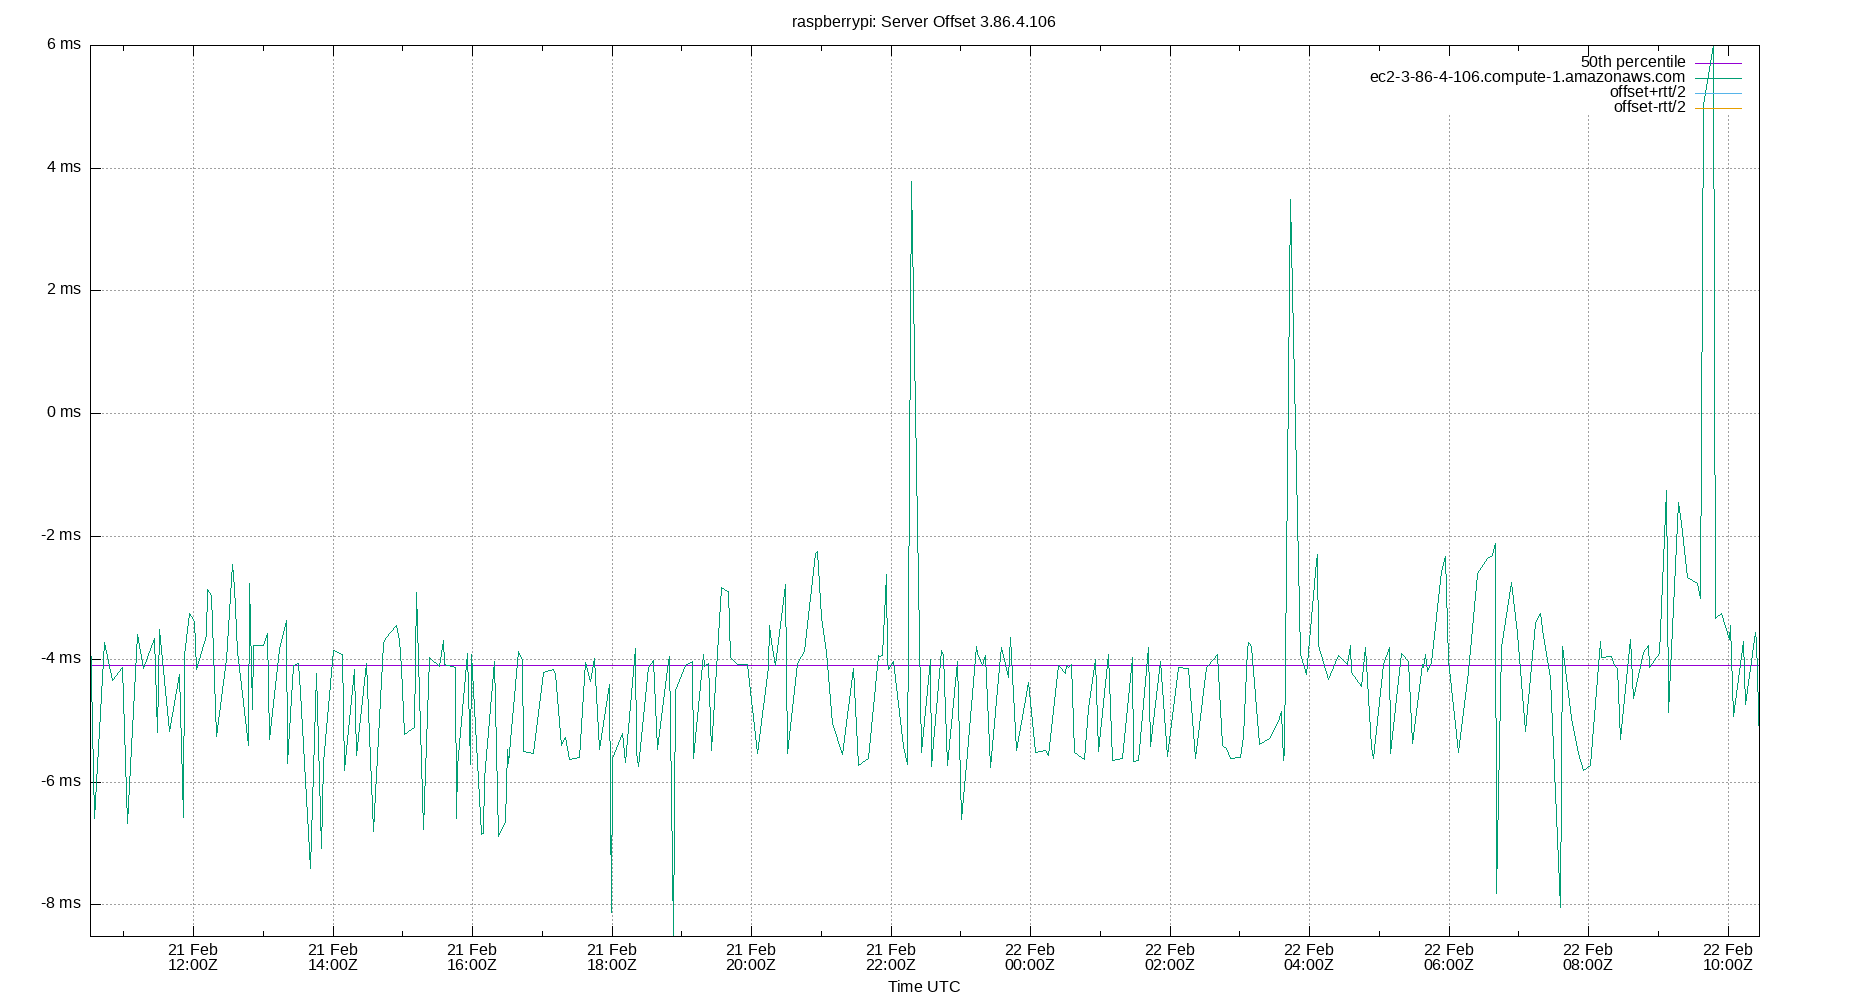 raspberrypi: Server Offset 3.86.4.106
6 ms
4 ms
2 ms
0 ms
-2 ms
-4 ms
-6 ms
-8 ms
50th percentile
ec2-3-86-4-106.compute-1.amazonaws.com
offset+rtt/2
offset-rtt/2
21 Feb 21 Feb 21 Feb 21 Feb 21 Feb 21 Feb 22 Feb 22 Feb 22 Feb 22 Feb 22 Feb 22 Feb
12:00Z 14:00Z 16:00Z 18:00Z 20:00Z 22:00Z 00:00Z 02:00Z 04:00Z 06:00Z 08:00Z 10:00Z
Time UTC